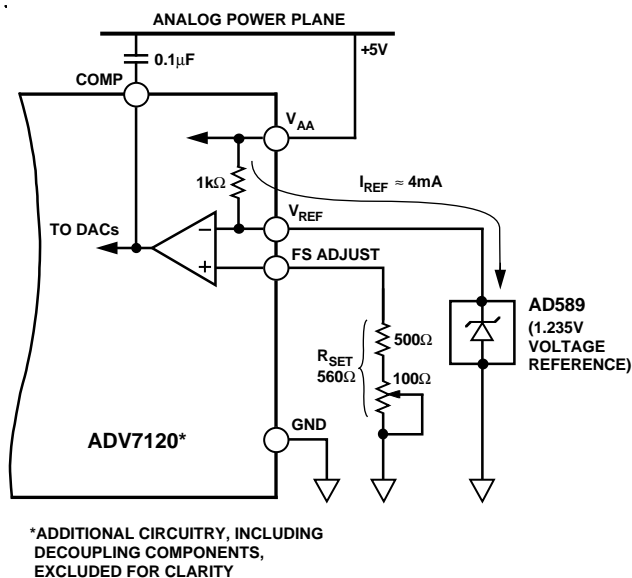 ANALOG POWER PLANE
0.1µF
+5V
COMP
VAA
1kΩ
IREF ≈ 4mA
TO DACs
VREF
FS ADJUST
−
+
AD589
(1.235V
VOLTAGE
REFERENCE)
500Ω
RSET
560Ω
100Ω
GND
ADV7120*
*ADDITIONAL CIRCUITRY, INCLUDING
DECOUPLING COMPONENTS,
EXCLUDED FOR CLARITY